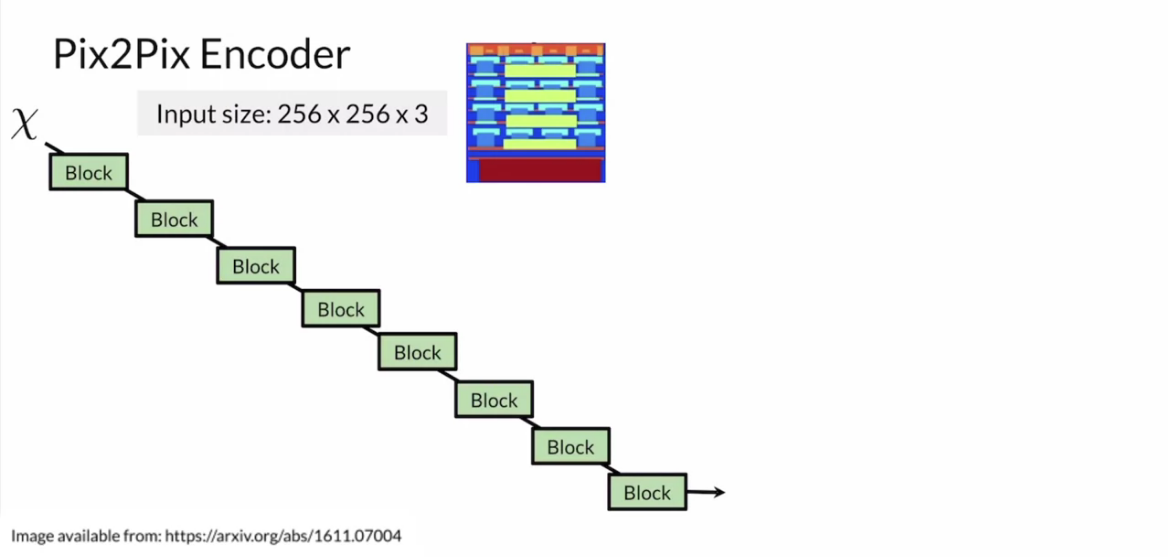 Pix2Pix Encoder
Input size: 256 x 256 x 3
χ
Block
Block
Block
Block
Block
Block
Block
Block
Image available from: https://arxiv.org/abs/1611.07004